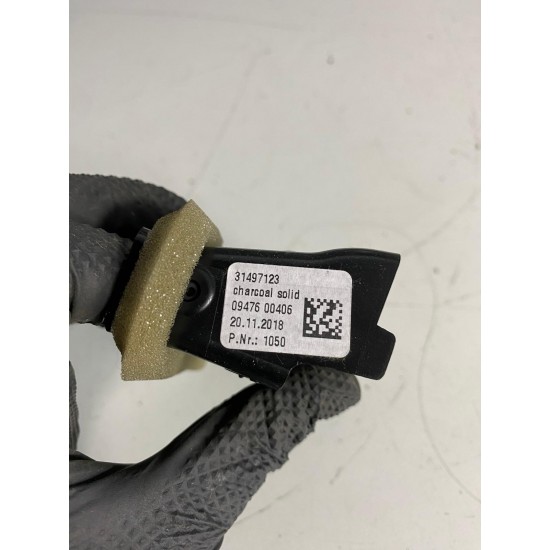 31497123
charcoal solid
09476 00406
20.11.2018
P.Nr.: 1050